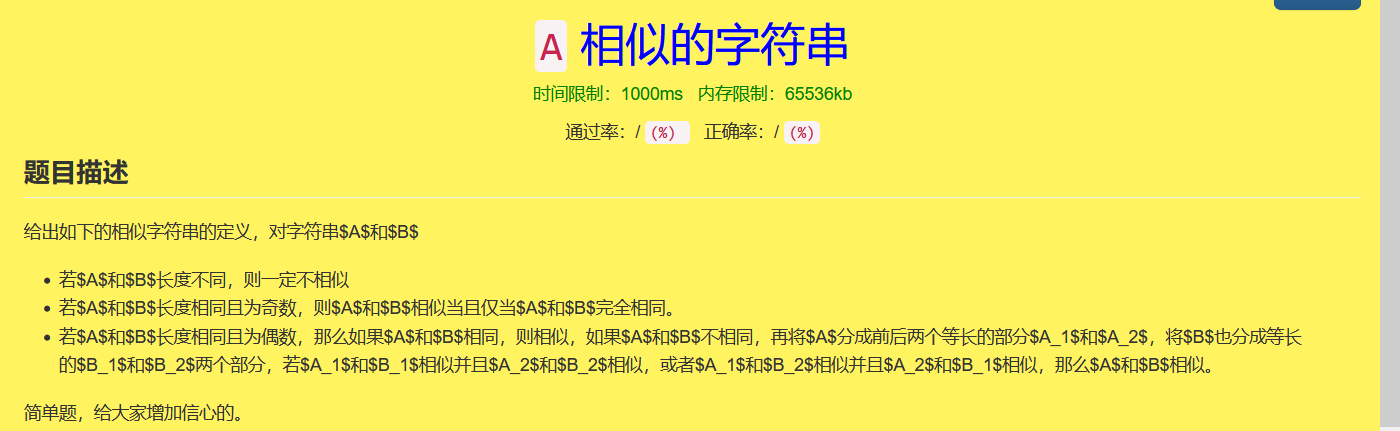 A 相似的字符串
时间限制：1000ms 内存限制：65536kb
通过率：/ (%) 正确率：/ (%)
题目描述
给出如下的相似字符串的定义，对字符串$A$和$B$
• 若$A$和$B$长度不同，则一定不相似
• 若$A$和$B$长度相同且为奇数，则$A$和$B$相似当且仅当$A$和$B$完全相同。
• 若$A$和$B$长度相同且为偶数，那么如果$A$和$B$相同，则相似，如果$A$和$B$不相同，再将$A$分成前后两个等长的部分$A_1$和$A_2$，将$B$也分成等长
的$B_1$和$B_2$两个部分，若$A_1$和$B_1$相似并且$A_2$和$B_2$相似，或者$A_1$和$B_2$相似并且$A_2$和$B_1$相似，那么$A$和$B$相似。
简单题，给大家增加信心的。